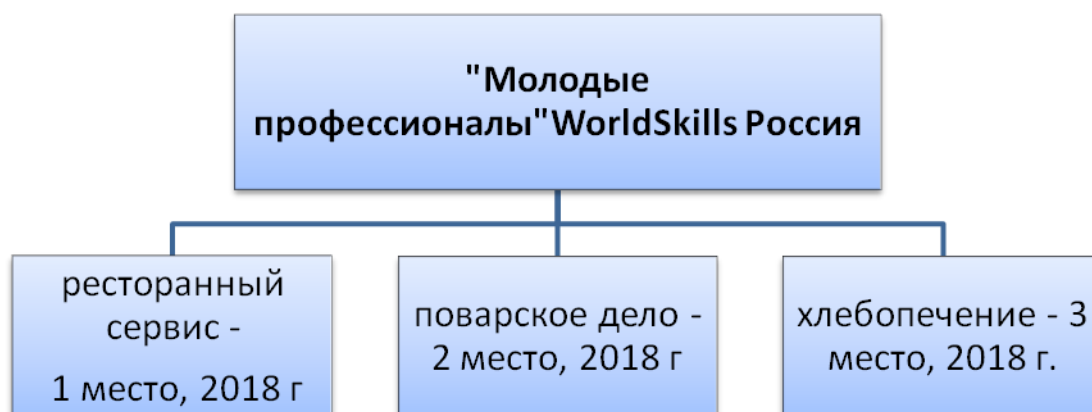 "Молодые
профессионалы"WorldSkills Россия
ресторанный
сервис -
1 место, 2018 г
поварское дело -
2 место, 2018 г
хлебопечение - 3
место, 2018 г.